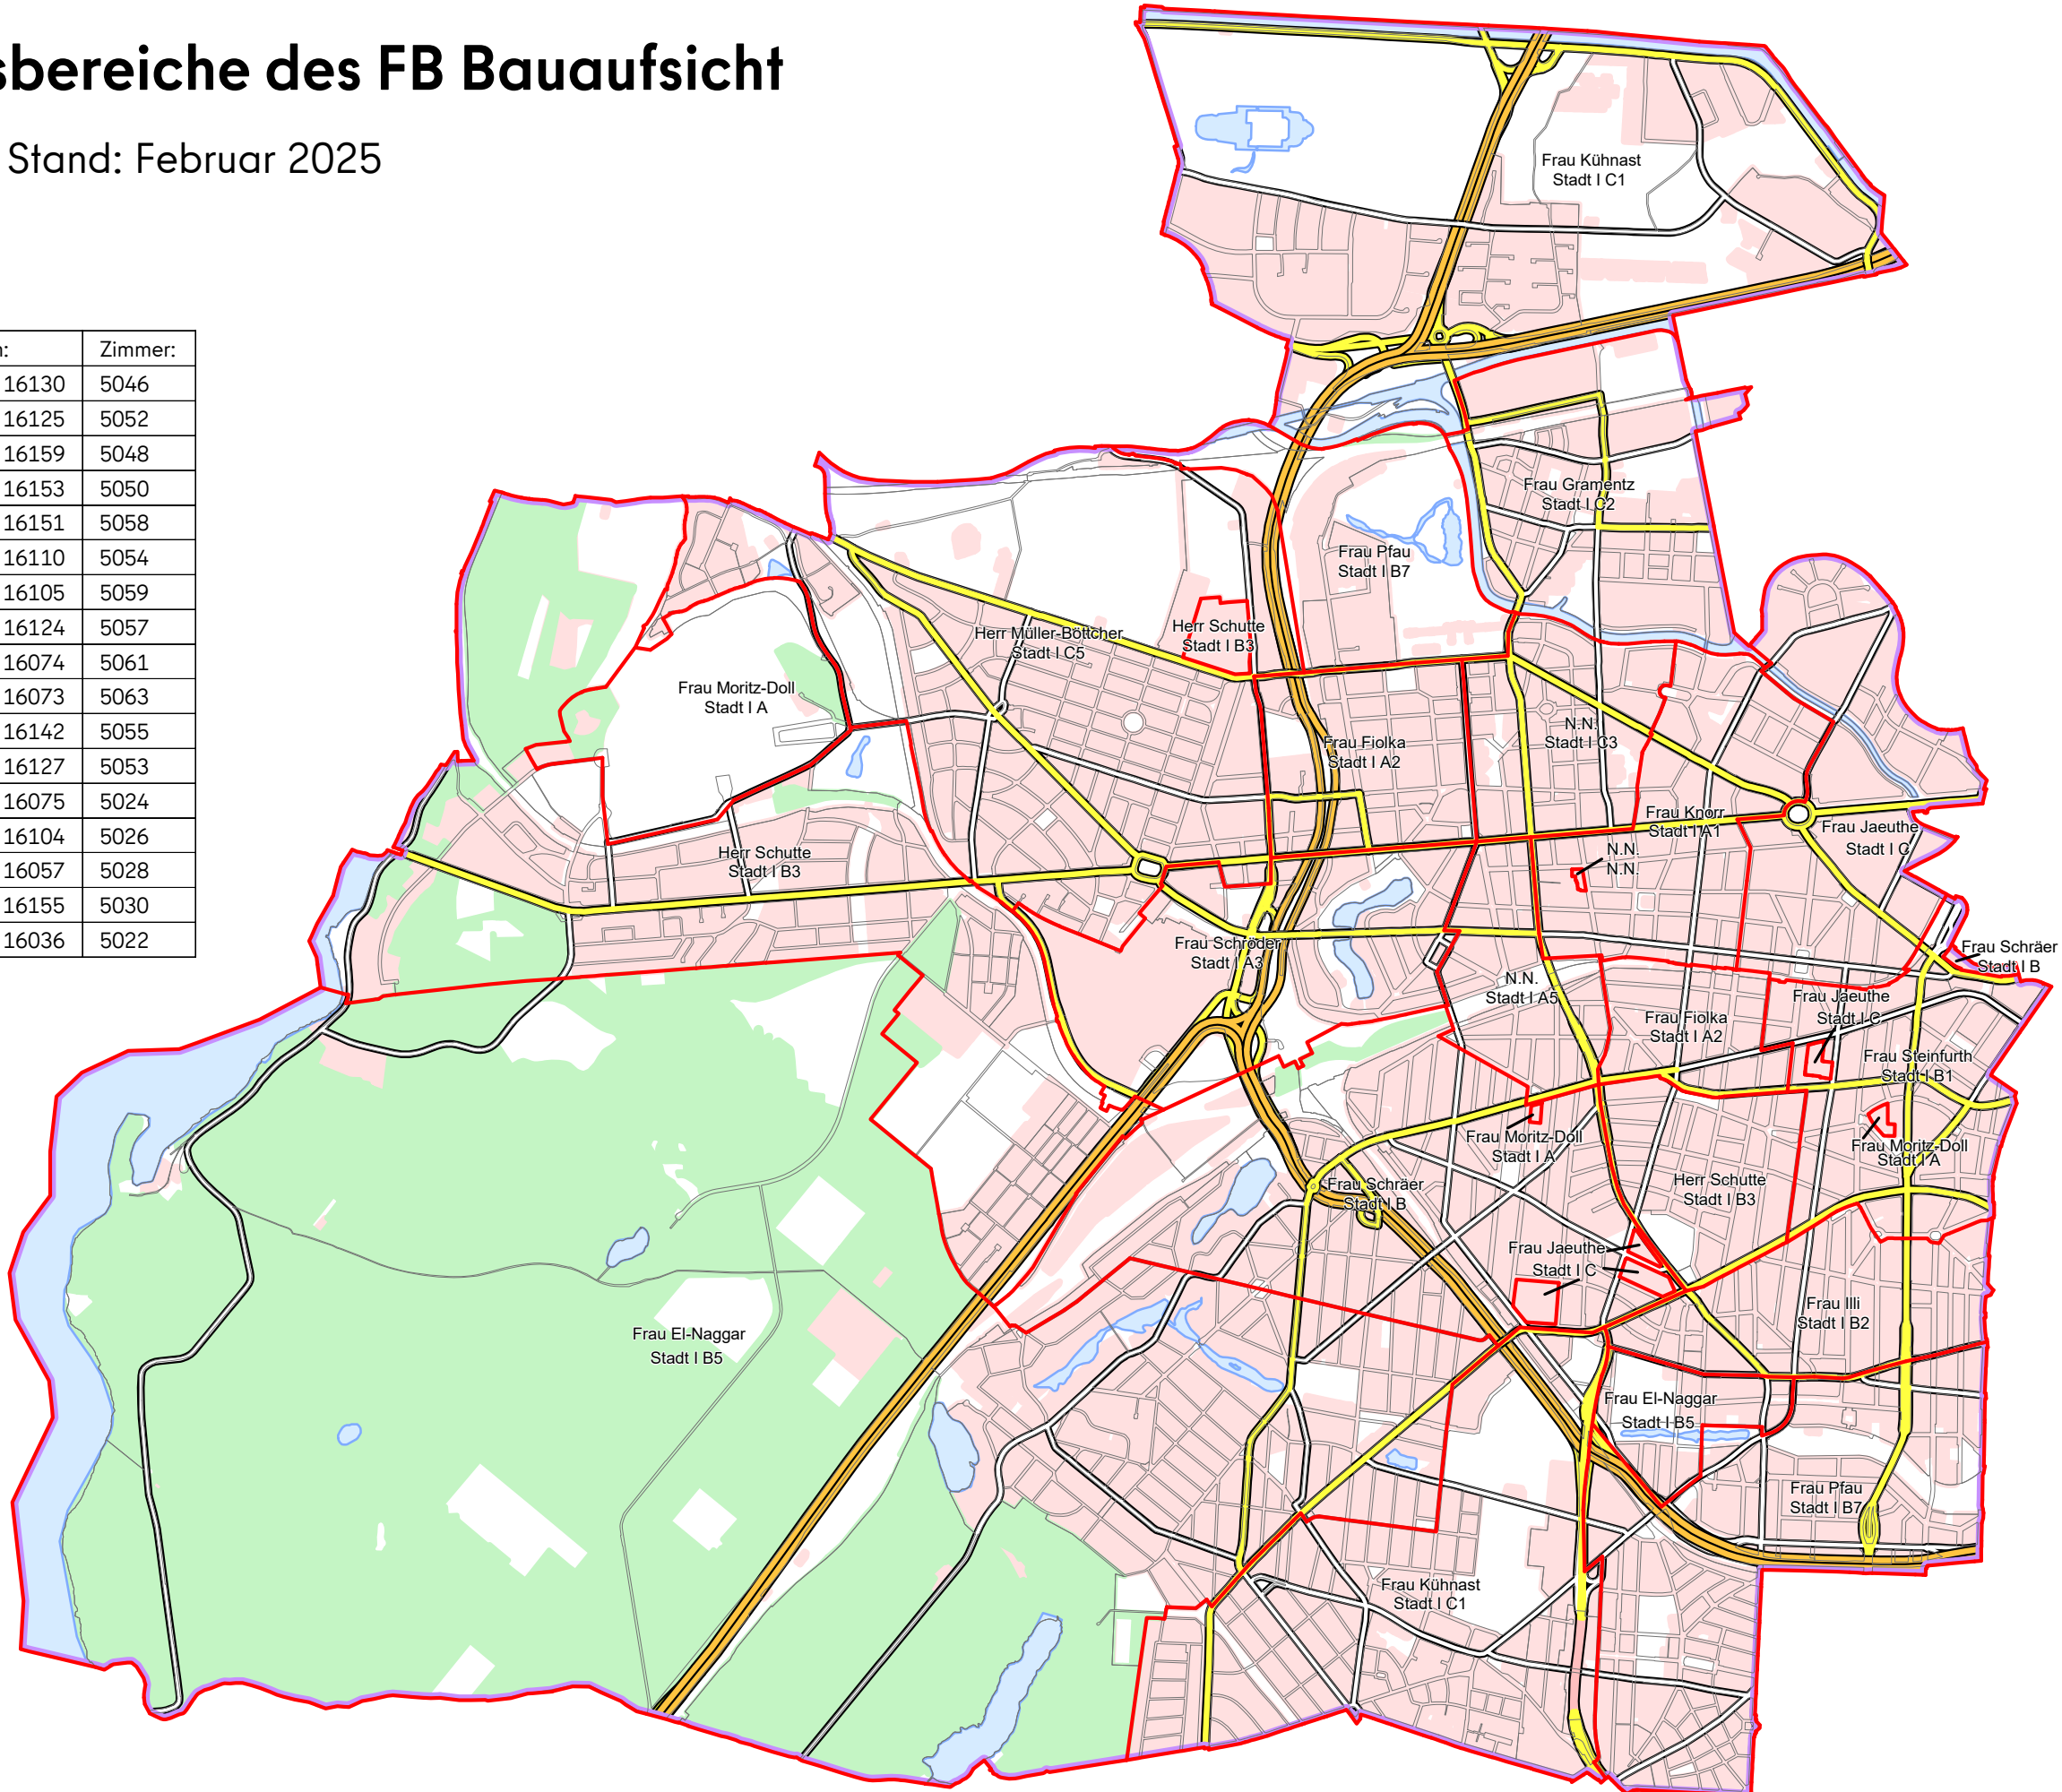 sbereiche des FB Bauaufsicht
Stand: Februar 2025
n: Zimmer:
16130 5046
16125 5052
16159 5048
16153 5050
16151 5058
16110 5054
16105 5059
16124 5057
16074 5061
16073 5063
16142 5055
16127 5053
16075 5024
16104 5026
16057 5028
16155 5030
16036 5022
Frau Kühnast
Stadt I C1
Frau Gramentz
Stadt I C2
Frau Pfau
Stadt I B7
Herr Müller-Böttcher
Stadt I C5
Herr Schutte
Stadt I B3
Frau Moritz-Doll
Stadt I A
Frau Fiolka
Stadt I A2
N.N.
Stadt I C3
Frau Knorr
Stadt I A1
Frau Jaeuthe
Stadt I C
N.N.
N.N.
Herr Schutte
Stadt I B3
Frau Schröder
Stadt I A3
Frau Schräer
Stadt I B
N.N.
Stadt I A5
Frau Jaeuthe
Stadt I C
Frau Fiolka
Stadt I A2
Frau Steinfurth
Stadt I B1
Frau Moritz-Doll
Stadt I A
Frau Moritz-Doll
Stadt I A
Frau Schräer
Stadt I B
Herr Schutte
Stadt I B3
Frau Jaeuthe
Stadt I C
Frau Illi
Stadt I B2
Frau El-Naggar
Stadt I B5
Frau El-Naggar
Stadt I B5
Frau Pfau
Stadt I B7
Frau Kühnast
Stadt I C1